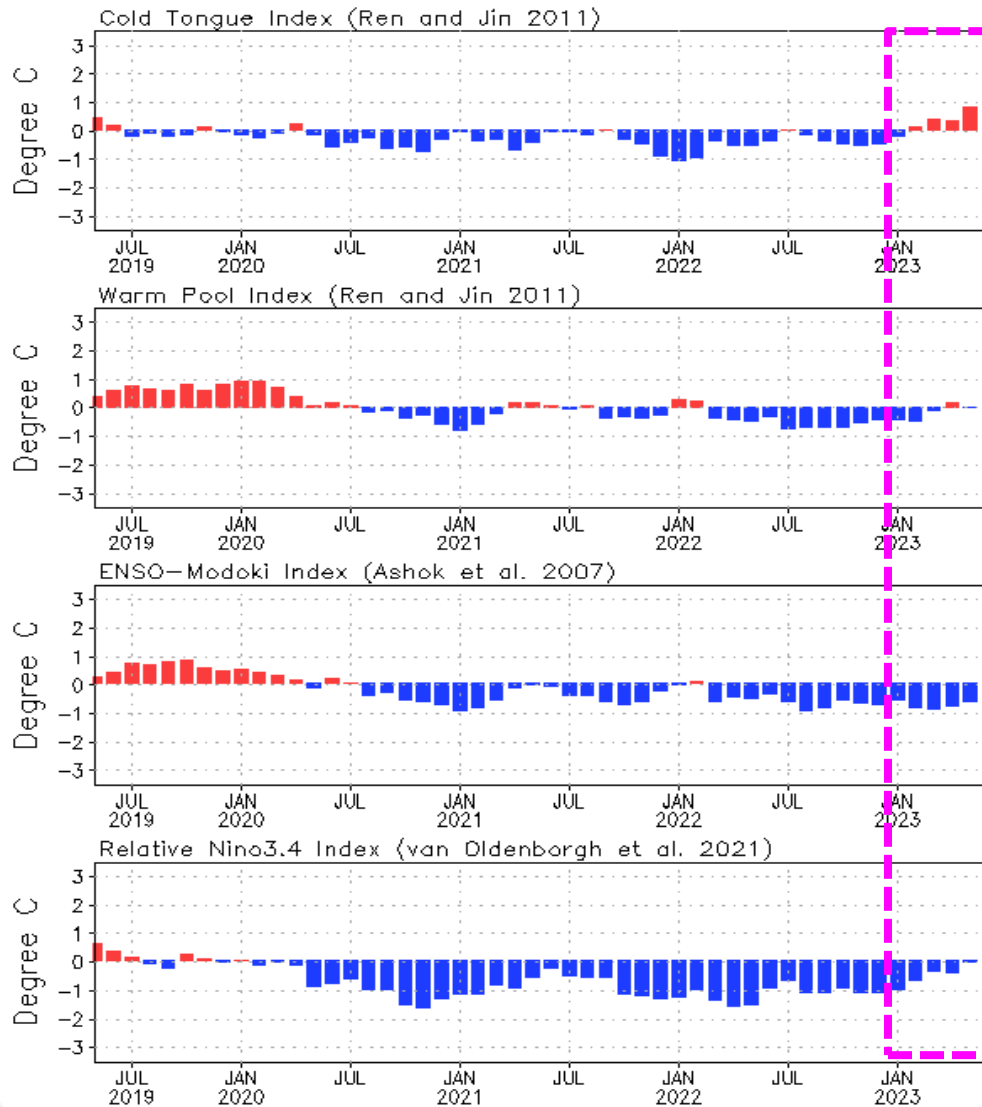 Cold Tongue Index (Ren and Jin 2011)
Degree C
3
2
1
0
−1
−2
−3
JUL JAN JUL JAN JUL JAN JUL JAN
2019 2020 2021 2022 2023
Warm Pool Index (Ren and Jin 2011)
Degree C
3
2
1
0
−1
−2
−3
JUL JAN JUL JAN JUL JAN JUL JAN
2019 2020 2021 2022 2023
ENSO−Modoki Index (Ashok et al. 2007)
Degree C
3
2
1
0
−1
−2
−3
JUL JAN JUL JAN JUL JAN JUL JAN
2019 2020 2021 2022 2023
Relative Nino3.4 Index (van Oldenborgh et al. 2021)
Degree C
3
2
1
0
−1
−2
−3
JUL JAN JUL JAN JUL JAN JUL JAN
2019 2020 2021 2022 2023